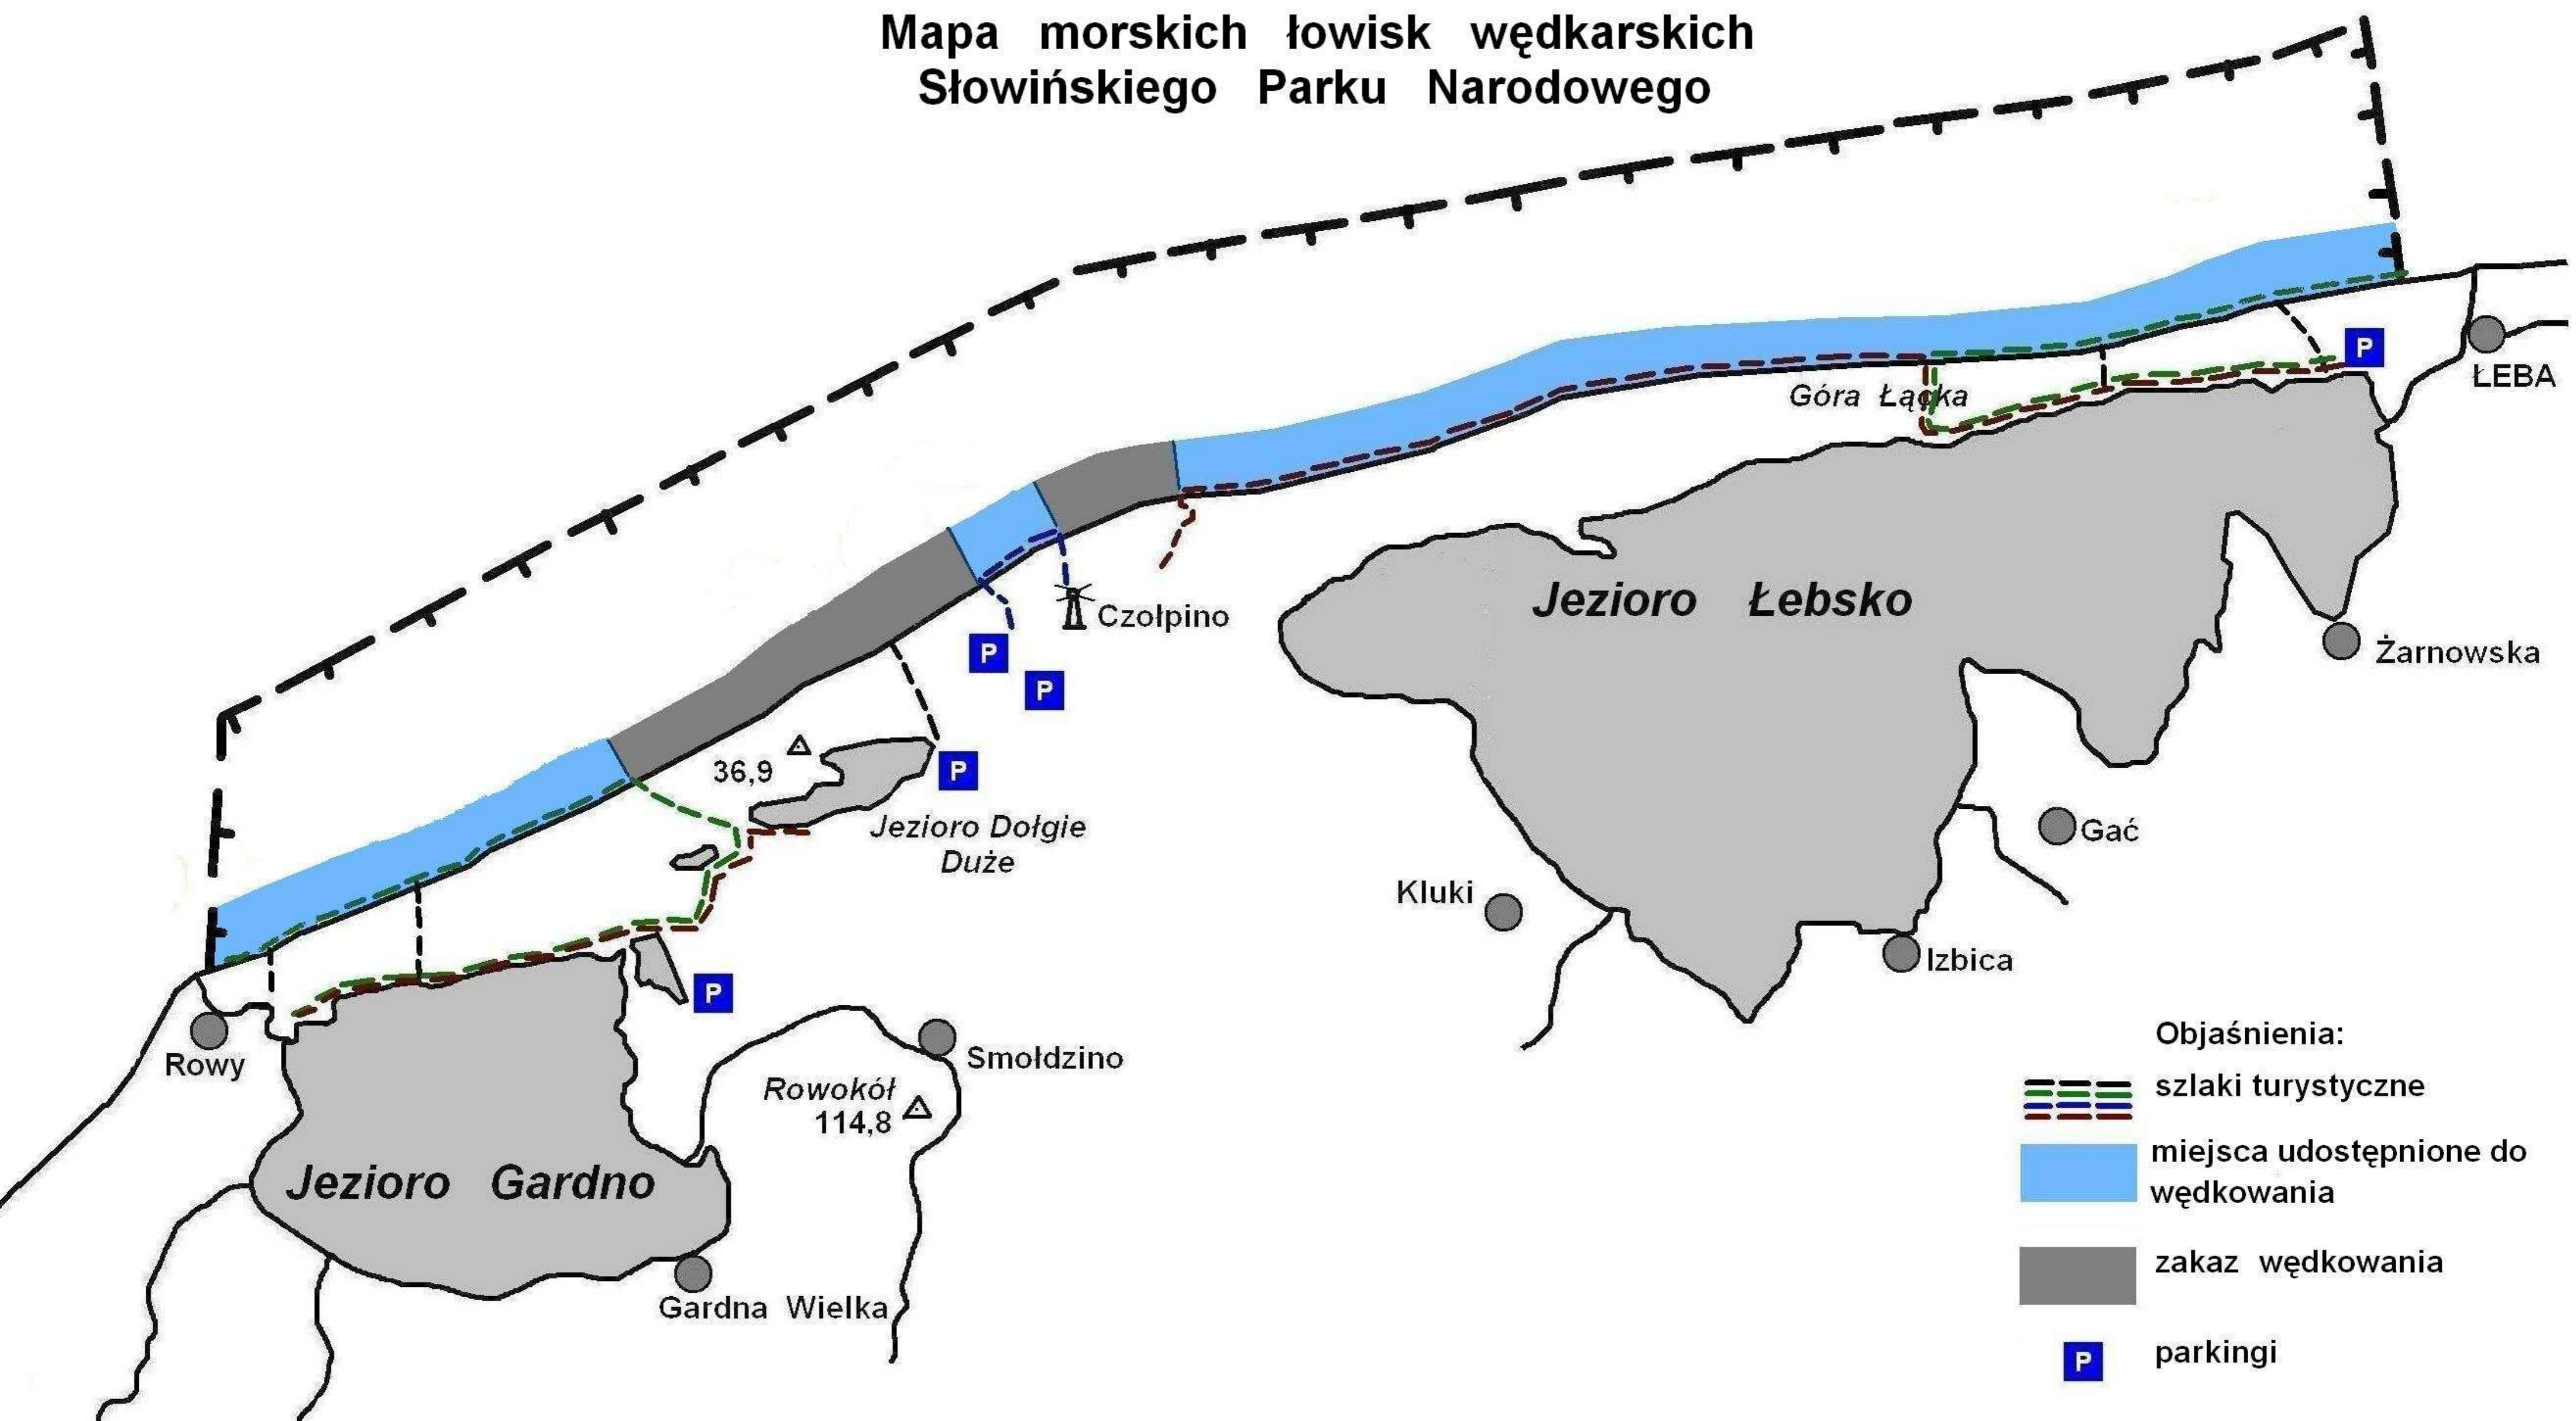 Mapa morskich łowisk wędkarskich
Słowińskiego Parku Narodowego
P
ŁEBA
Góra Łącka
Jezioro Łebsko
Czołpino
P
P
Żarnowska
36,9
P
Jezioro Dołgie
Duże
Gać
Kluki
Izbica
P
Rowy
Smołdzino
Rowokół
114,8
Jezioro Gardno
Gardna Wielka
Objaśnienia:
szlaki turystyczne
miejsca udostępnione do
wędkowania
zakaz wędkowania
P
parkingi